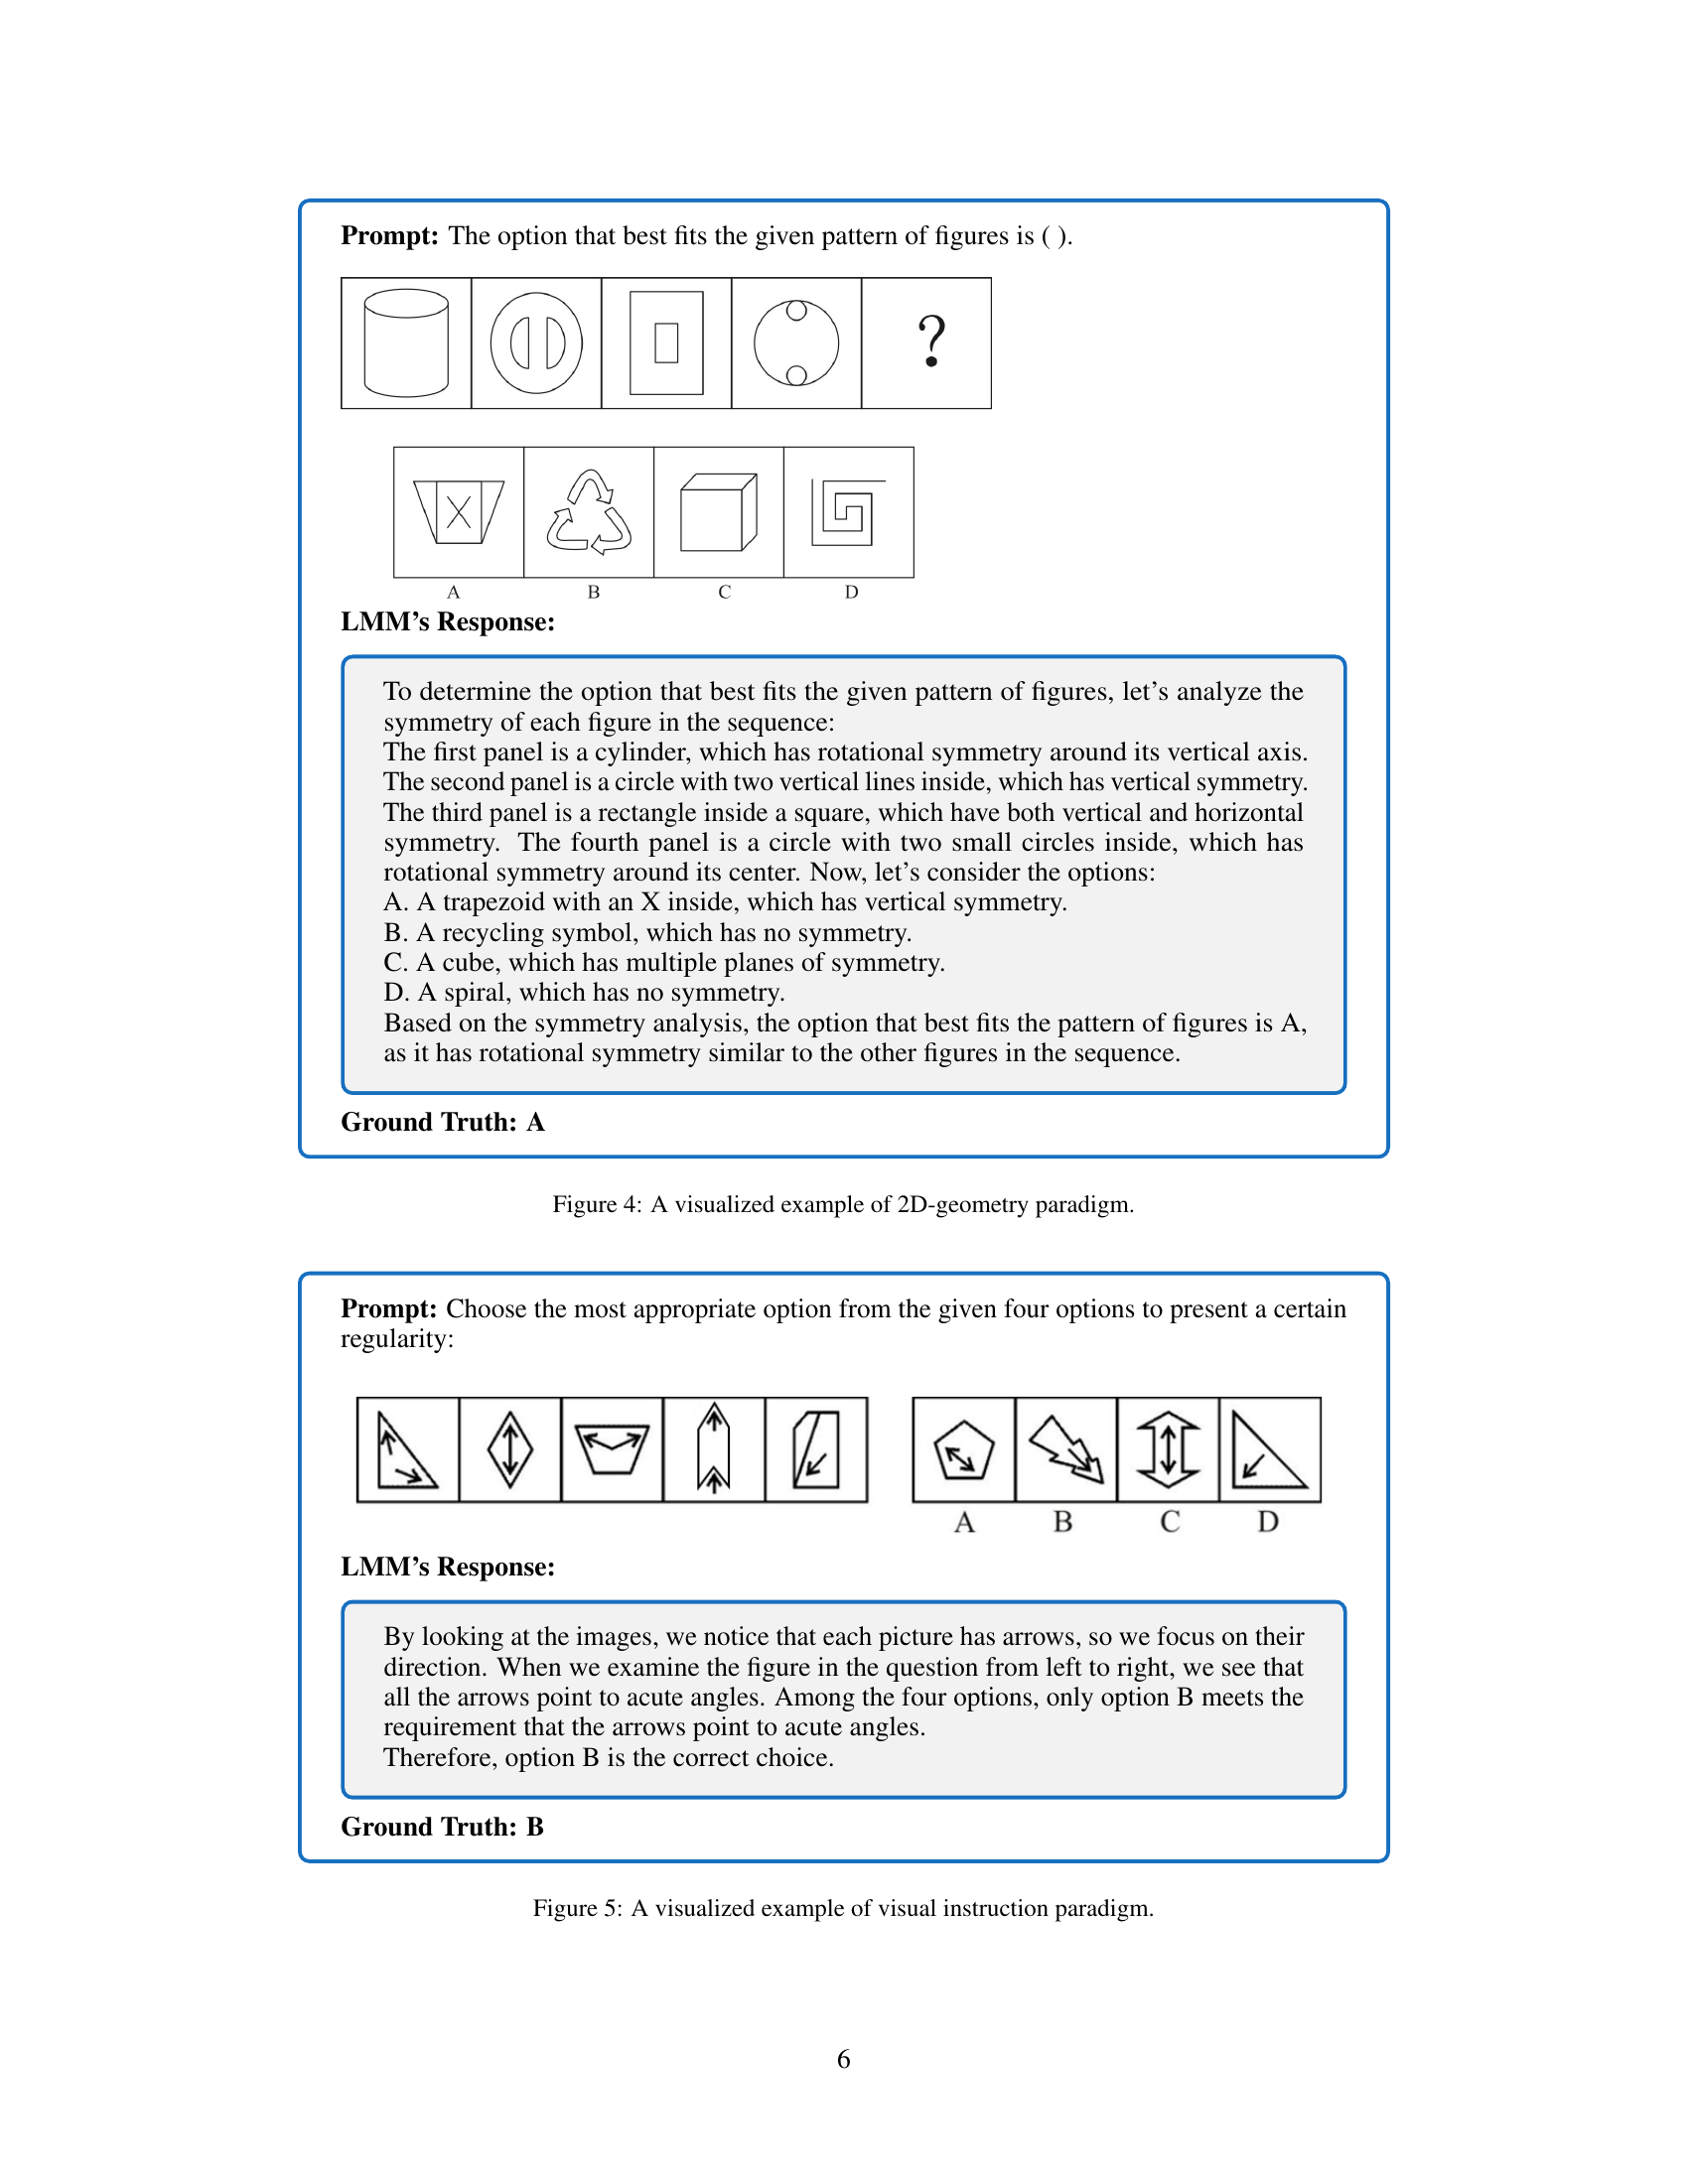 Prompt: The option that best fits the given pattern of figures is ( ).
?
X
A B C D
LMM's Response:
To determine the option that best fits the given pattern of figures, let's analyze the
symmetry of each figure in the sequence:
The first panel is a cylinder, which has rotational symmetry around its vertical axis.
The second panel is a circle with two vertical lines inside, which has vertical symmetry.
The third panel is a rectangle inside a square, which have both vertical and horizontal
symmetry. The fourth panel is a circle with two small circles inside, which has
rotational symmetry around its center. Now, let's consider the options:
A. A trapezoid with an X inside, which has vertical symmetry.
B. A recycling symbol, which has no symmetry.
C. A cube, which has multiple planes of symmetry.
D. A spiral, which has no symmetry.
Based on the symmetry analysis, the option that best fits the pattern of figures is A,
as it has rotational symmetry similar to the other figures in the sequence.
Ground Truth: A
Figure 4: A visualized example of 2D-geometry paradigm.
Prompt: Choose the most appropriate option from the given four options to present a certain
regularity:
A B C D
LMM's Response:
By looking at the images, we notice that each picture has arrows, so we focus on their
direction. When we examine the figure in the question from left to right, we see that
all the arrows point to acute angles. Among the four options, only option B meets the
requirement that the arrows point to acute angles.
Therefore, option B is the correct choice.
Ground Truth: B
Figure 5: A visualized example of visual instruction paradigm.
6